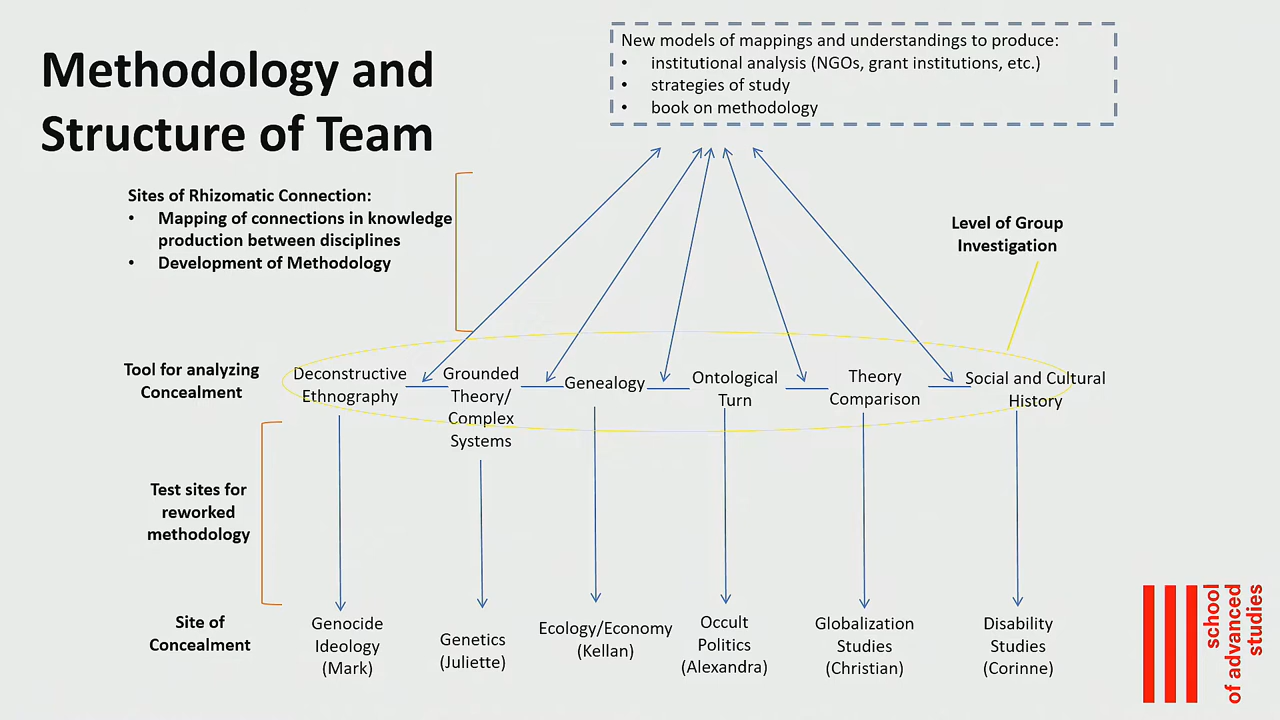 Methodology and
Structure of Team
New models of mappings and understandings to produce:
• institutional analysis (NGOs, grant institutions, etc.)
• strategies of study
• book on methodology
Sites of Rhizomatic Connection:
• Mapping of connections in knowledge
production between disciplines
• Development of Methodology
Level of Group
Investigation
Tool for analyzing
Concealment
Deconstructive
Ethnography
Grounded
Theory/
Complex
Systems
Genealogy
Ontological
Turn
Theory
Comparison
Social and Cultural
History
Test sites for
reworked
methodology
Site of
Concealment
Genocide
Ideology
(Mark)
Genetics
(Juliette)
Ecology/Economy
(Kellan)
Occult
Politics
(Alexandra)
Globalization
Studies
(Christian)
Disability
Studies
(Corinne)
school
of advanced
studies